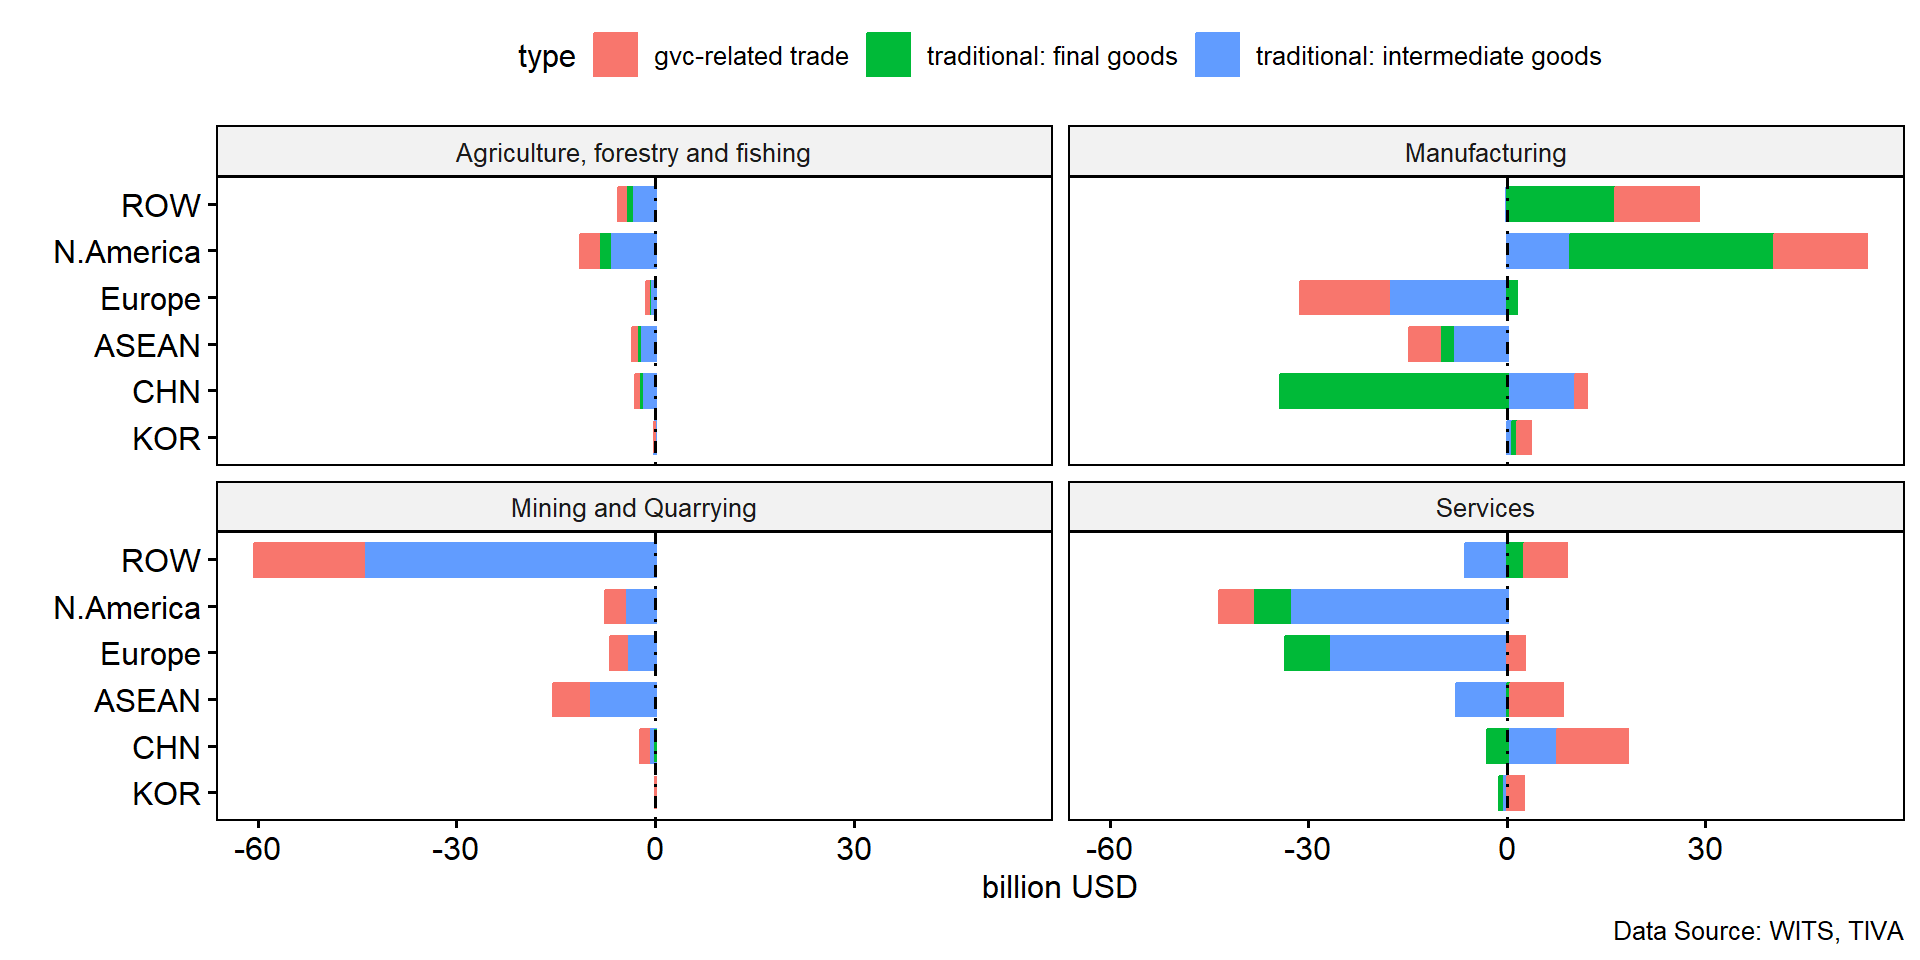 type gvc-related trade traditional: final goods traditional: intermediate goods
Agriculture, forestry and fishing
ROW
N.America
Europe
ASEAN
CHN
KOR
Manufacturing
Mining and Quarrying
ROW
N.America
Europe
ASEAN
CHN
KOR
-60 -30 0 30
Services
-60 -30 0 30
billion USD
Data Source: WITS, TIVA